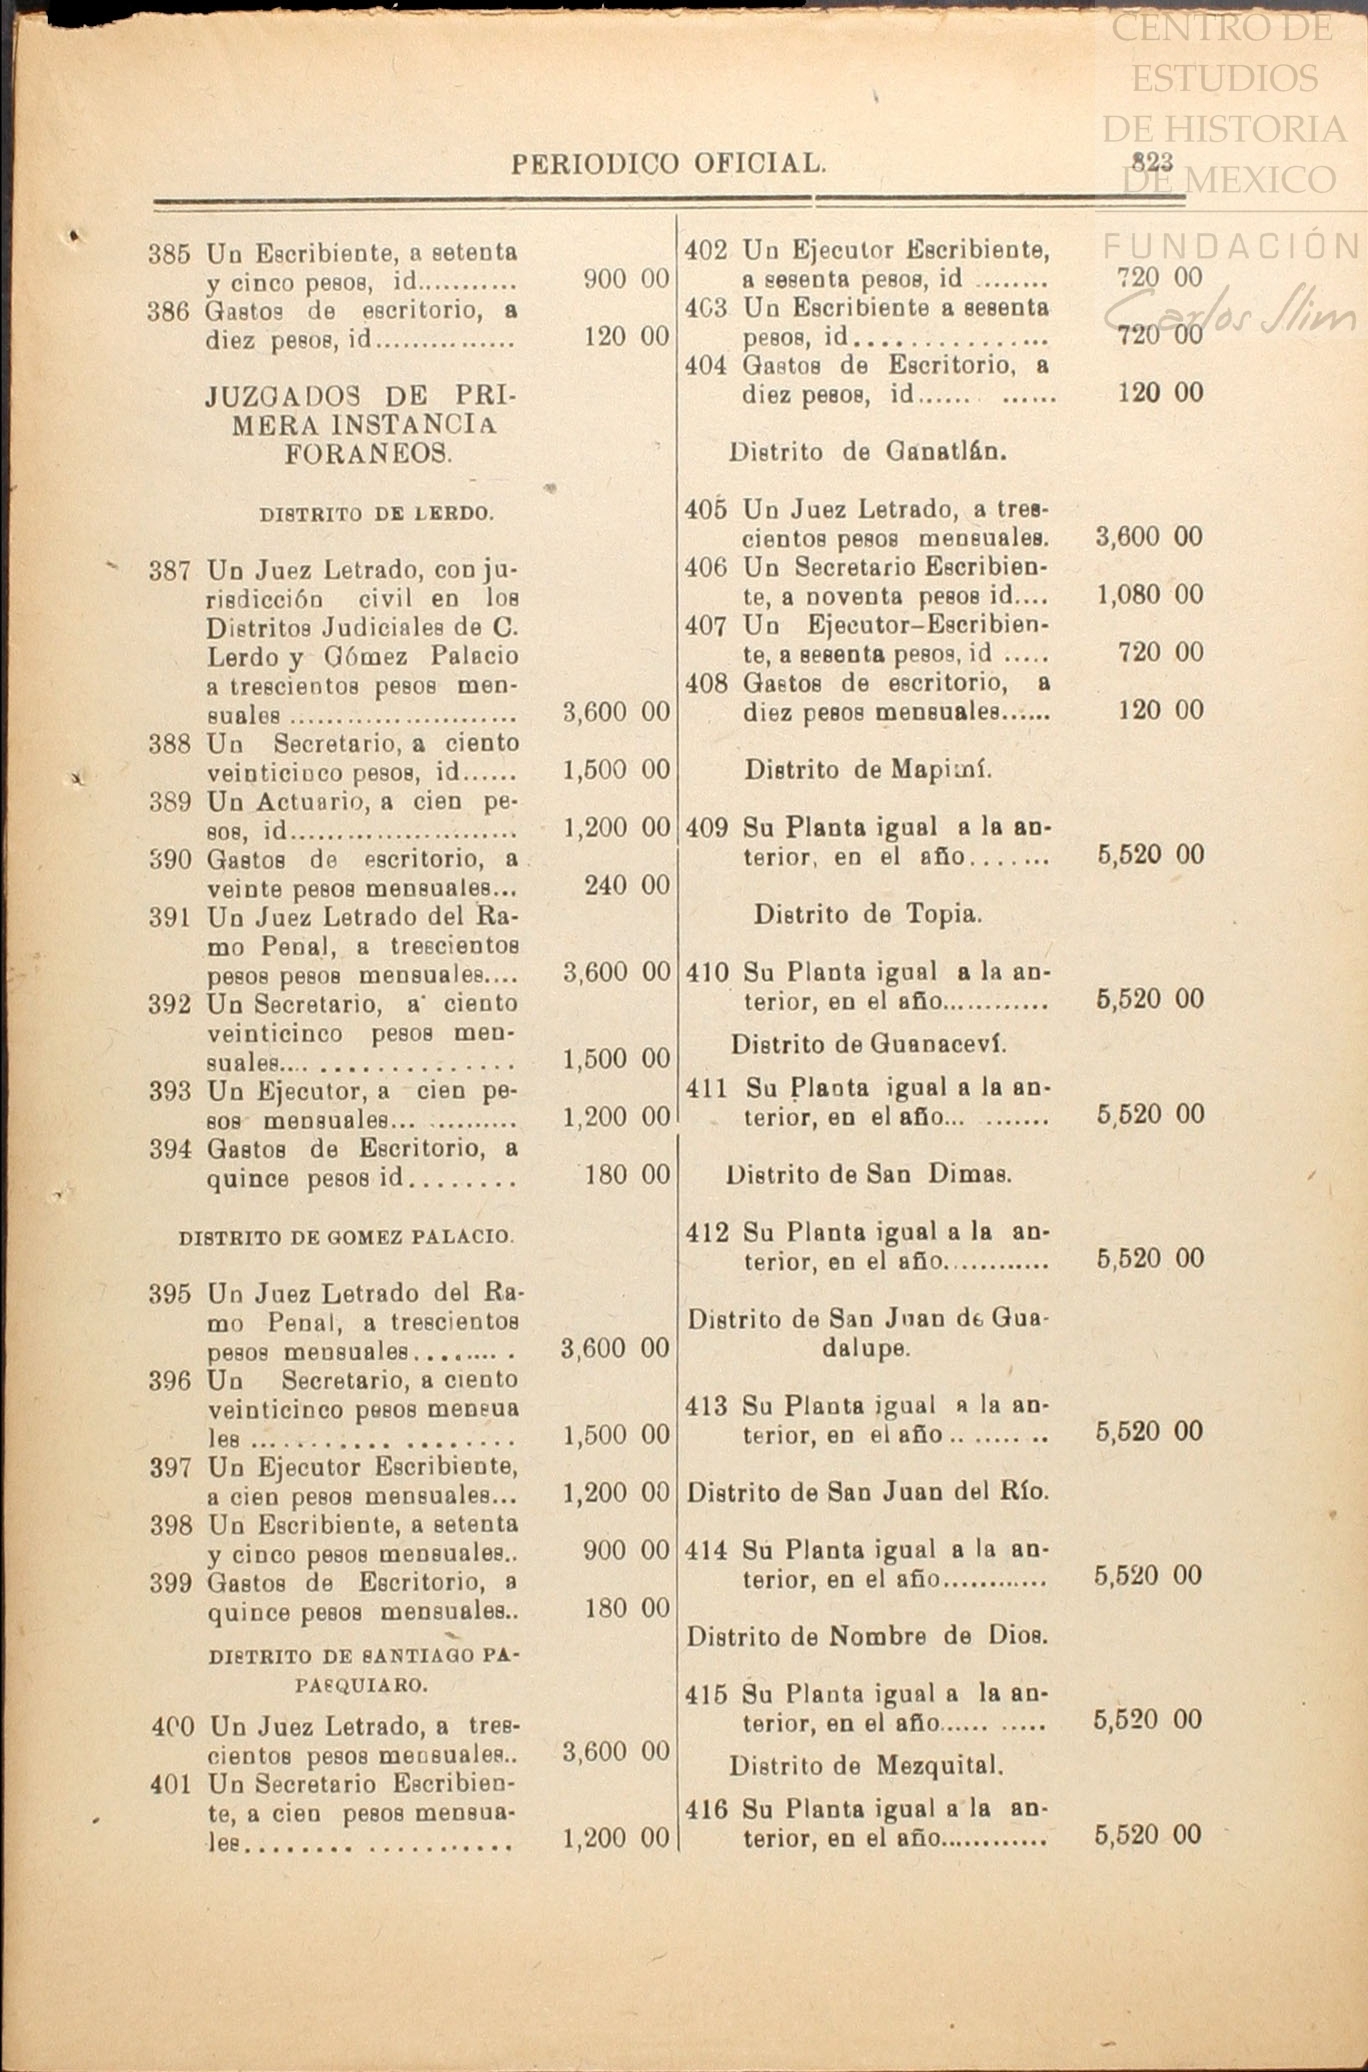 CENTRO DE
ESTUDIOS
DE HISTORIA
DE MEXICO
FUNDACIÓN
Carlos Slim
PERIODICO OFICIAL. 823
385 Un Escribiente, a setenta
y cinco pesos, id........... 900 00
386 Gastos de escritorio, a
diez pesos, id............... 120 00
JUZGADOS DE PRI-
MERA INSTANCIA
FORANEOS.
DISTRITO DE LERDO.
387 Un Juez Letrado, con ju-
risdicción civil en los
Distritos Judiciales de C.
Lerdo y Gómez Palacio
a trescientos pesos men-
suales ........................ 3,600 00
388 Un Secretario, a ciento
veinticinco pesos, id...... 1,500 00
389 Un Actuario, a cien pe-
sos, id........................ 1,200 00
390 Gastos de escritorio, a
veinte pesos mensuales... 240 00
391 Un Juez Letrado del Ra-
mo Penal, a trescientos
pesos pesos mensuales.... 3,600 00
392 Un Secretario, a ciento
veinticinco pesos men-
suales.... ............... 1,500 00
393 Un Ejecutor, a cien pe-
sos mensuales... .......... 1,200 00
394 Gastos de Escritorio, a
quince pesos id........ 180 00
DISTRITO DE GOMEZ PALACIO.
395 Un Juez Letrado del Ra-
mo Penal, a trescientos
pesos mensuales......... . 3,600 00
396 Un Secretario, a ciento
veinticinco pesos mensua
les ............... ........ 1,500 00
397 Un Ejecutor Escribiente,
a cien pesos mensuales... 1,200 00
398 Un Escribiente, a setenta
y cinco pesos mensuales.. 900 00
399 Gastos de Escritorio, a
quince pesos mensuales.. 180 00
DISTRITO DE SANTIAGO PA-
PASQUIARO.
400 Un Juez Letrado, a tres-
cientos pesos mensuales.. 3,600 00
401 Un Secretario Escribien-
te, a cien pesos mensua-
les......... ........... 1,200 00
402 Un Ejecutor Escribiente,
a sesenta pesos, id ........ 720 00
403 Un Escribiente a sesenta
pesos, id................ 720 00
404 Gastos de Escritorio, a
diez pesos, id...... ...... 120 00
Distrito de Canatlán.
405 Un Juez Letrado, a tres-
cientos pesos mensuales. 3,600 00
406 Un Secretario Escribien-
te, a noventa pesos id.... 1,080 00
407 Un Ejecutor-Escribien-
te, a sesenta pesos, id ..... 720 00
408 Gastos de escritorio, a
diez pesos mensuales...... 120 00
Distrito de Mapimí.
409 Su Planta igual a la an-
terior, en el año....... 5,520 00
Distrito de Topia.
410 Su Planta igual a la an-
terior, en el año............ 5,520 00
Distrito de Guanaceví.
411 Su Planta igual a la an-
terior, en el año... ....... 5,520 00
Distrito de San Dimas.
412 Su Planta igual a la an-
terior, en el año............ 5,520 00
Distrito de San Juan de Gua-
dalupe.
413 Su Planta igual a la an-
terior, en el año .. ........ 5,520 00
Distrito de San Juan del Río.
414 Su Planta igual a la an-
terior, en el año............ 5,520 00
Distrito de Nombre de Dios.
415 Su Planta igual a la an-
terior, en el año...... ..... 5,520 00
Distrito de Mezquital.
416 Su Planta igual a la an-
terior, en el año............ 5,520 00